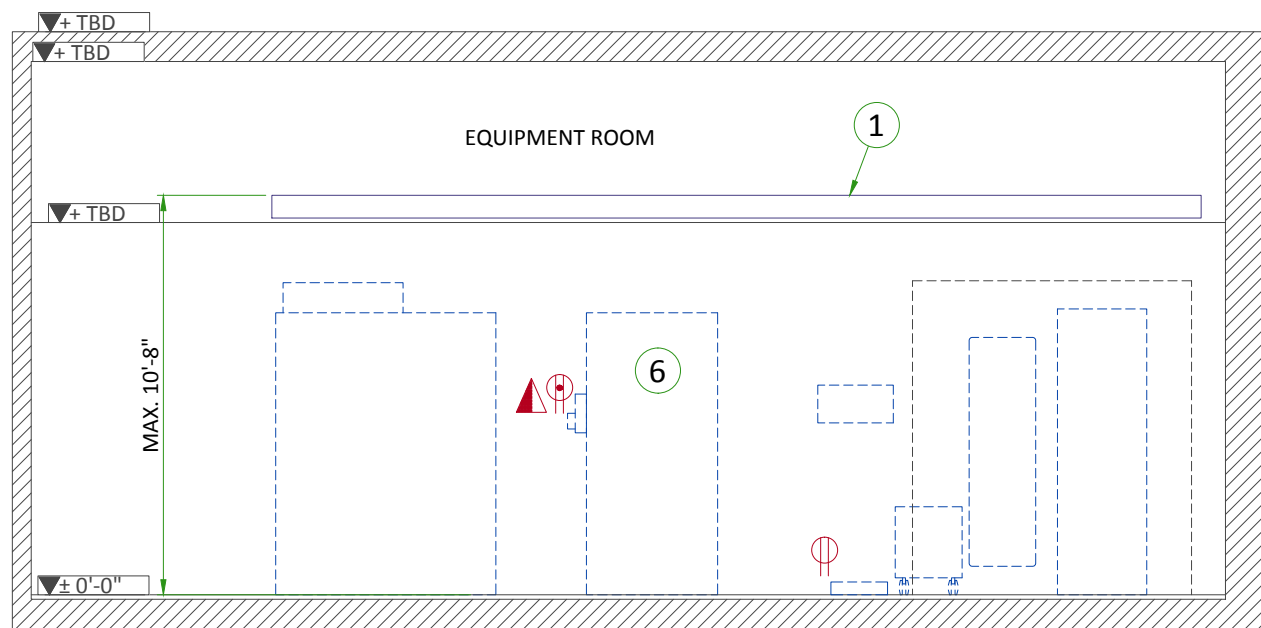 + TBD
+ TBD
EQUIPMENT ROOM
1
+ TBD
MAX. 10'-8"
6
± 0'-0"